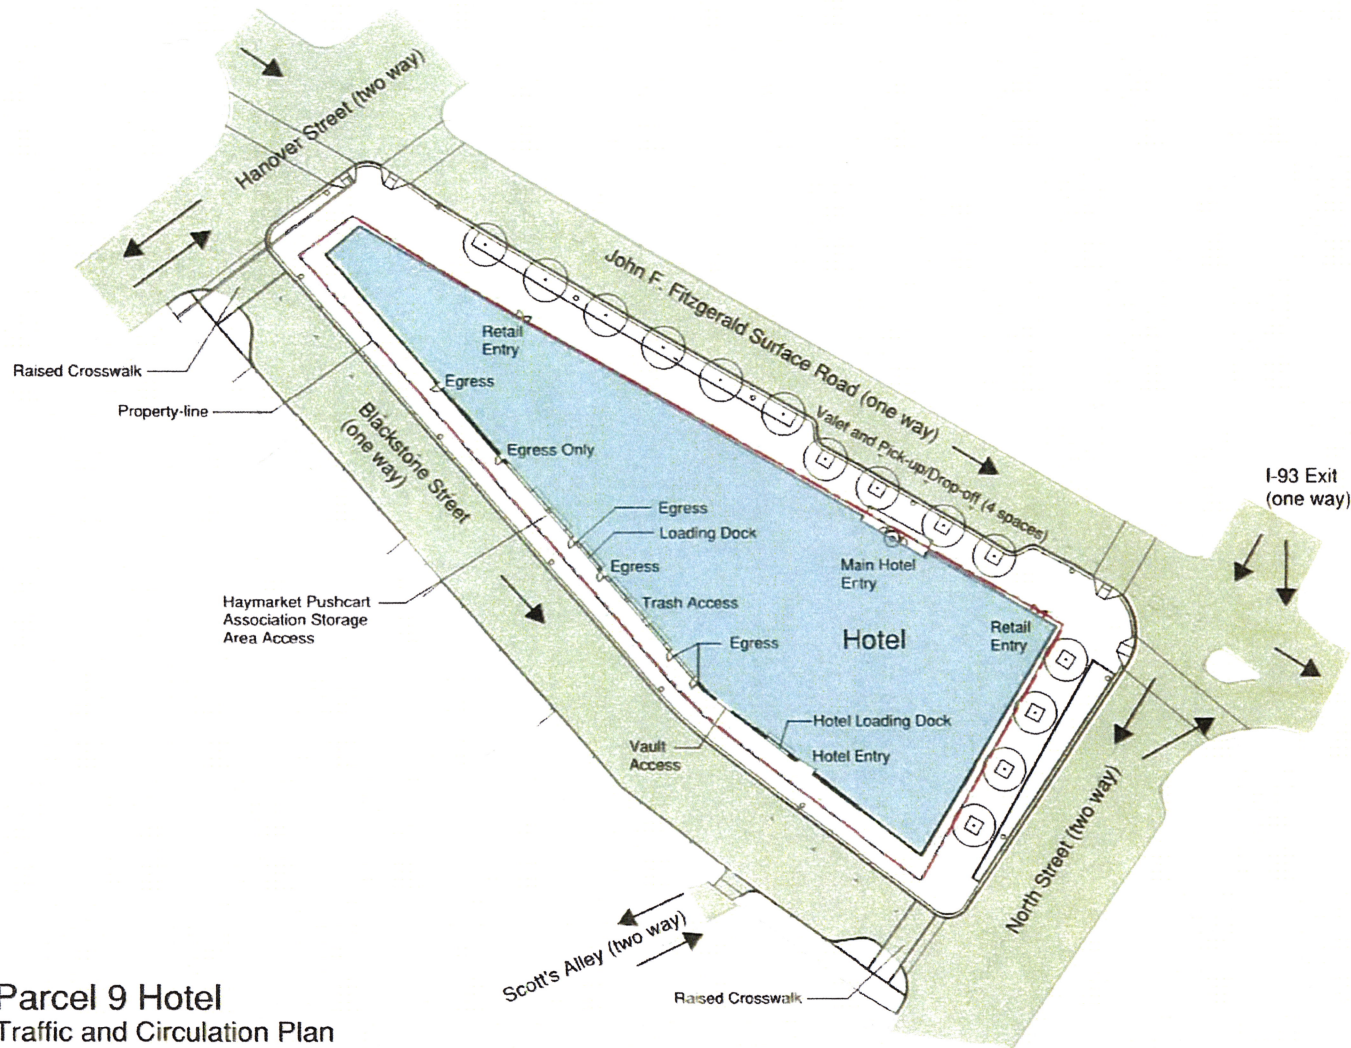 Hanover Street (two way)
John F. Fitzgerald Surface Road (one way)
Valet and Pick-up/Drop-off (4 spaces)
I-93 Exit
(one way)
Retail
Entry
Raised Crosswalk
Egress
Property-line
Blackstone Street
(one way)
Egress Only
Egress
Loading Dock
Egress
Main Hotel
Entry
Haymarket Pushcart
Association Storage
Area Access
Trash Access
Egress
Hotel
Retail
Entry
Hotel Loading Dock
Vault
Access
Hotel Entry
North Street (two way)
Scott's Alley (two way)
Raised Crosswalk
Parcel 9 Hotel
Traffic and Circulation Plan